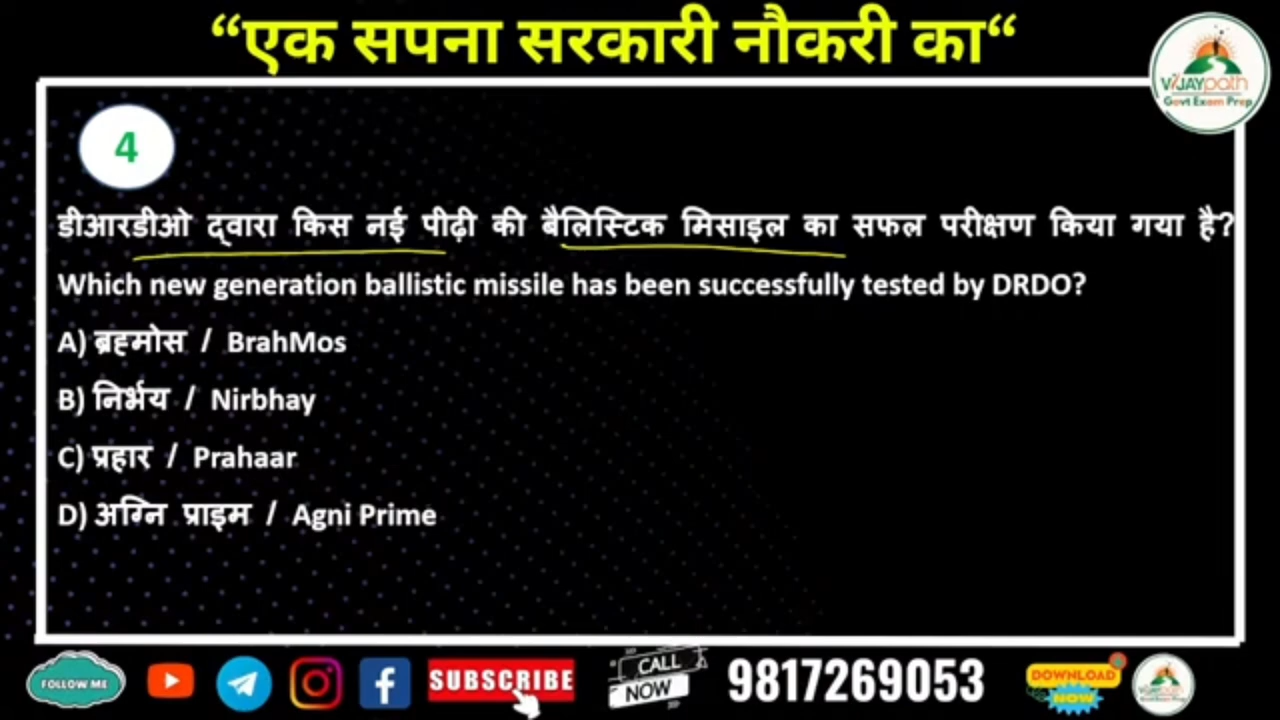 “एक सपना सरकारी नौकरी का“
VIJAYpath
Govt Exam Prep
4
डीआरडीओ द्वारा किस नई पीढ़ी की बैलिस्टिक मिसाइल का सफल परीक्षण किया गया है?
Which new generation ballistic missile has been successfully tested by DRDO?
A) ब्रह्मोस / BrahMos
B) निर्भय / Nirbhay
C) प्रहार / Prahaar
D) अग्नि प्राइम / Agni Prime
FOLLOW ME
SUBSCRIBE
CALL
NOW
9817269053
DOWNLOAD
NOW